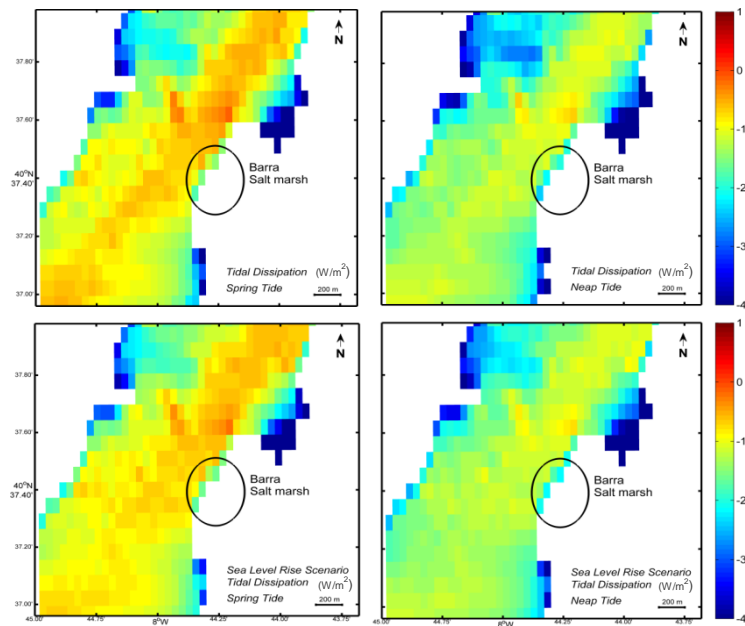 N
37.80'
37.60'
40°N
37.40'
37.20'
37.00'
Barra
Salt marsh
Tidal Dissipation (W/m²)
Spring Tide
200 m
N
Barra
Salt marsh
Tidal Dissipation (W/m²)
Neap Tide
200 m
1
0
-1
-2
-3
-4
N
37.80'
37.60'
40°N
37.40'
37.20'
37.00'
Barra
Salt marsh
Sea Level Rise Scenario
Tidal Dissipation (W/m²)
Spring Tide
200 m
45.00
44.75
8°W
44.25
44.00
43.75
N
Barra
Salt marsh
Sea Level Rise Scenario
Tidal Dissipation (W/m²)
Neap Tide
200 m
45.00
44.75
8°W
44.25
44.00
43.75
1
0
-1
-2
-3
-4